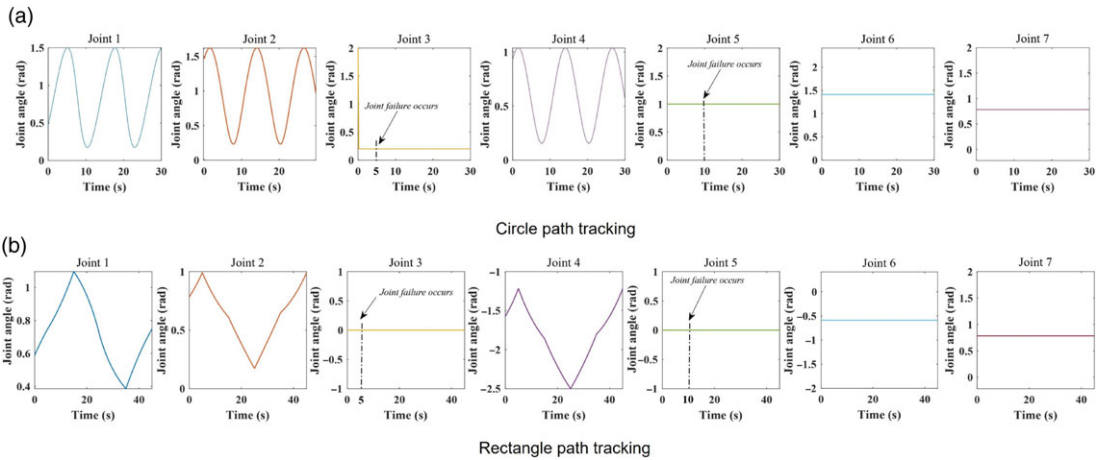 (a)
Joint 1
Joint 2
Joint 3
Joint 4
Joint 5
Joint 6
Joint 7
Joint angle (rad)
1.5
1
0.5
0
0
10
20
30
Time (s)
Joint angle (rad)
1.5
1
0.5
0
0
10
20
Time (s)
Joint angle (rad)
2
1.5
1
0.5
0
Joint failure occurs
0
5
10
20
30
Time (s)
Joint angle (rad)
1
0.5
0
0
10
20
30
Time (s)
Joint angle (rad)
2
1.5
1
0.5
0
Joint failure occurs
0
10
20
30
Time (s)
Joint angle (rad)
2
1.5
1
0.5
0
0
10
20
30
Time (s)
Joint angle (rad)
2
1.5
1
0.5
0
0
10
20
30
Time (s)
Circle path tracking
(b)
Joint 1
Joint 2
Joint 3
Joint 4
Joint 5
Joint 6
Joint 7
Joint angle (rad)
1
0.8
0.6
0.4
0
20
40
Time (s)
Joint angle (rad)
1
0.5
0
0
20
40
Time (s)
Joint angle (rad)
1
0.5
0
−0.5
−1
Joint failure occurs
0
5
20
40
Time (s)
Joint angle (rad)
−1
−1.5
−2
−2.5
0
20
40
Time (s)
Joint angle (rad)
1
0.5
0
−0.5
−1
Joint failure occurs
0
10
20
40
Time (s)
Joint angle (rad)
0
−0.5
−1
−1.5
−2
0
20
40
Time (s)
Joint angle (rad)
2
1.5
1
0.5
0
0
20
40
Time (s)
Rectangle path tracking